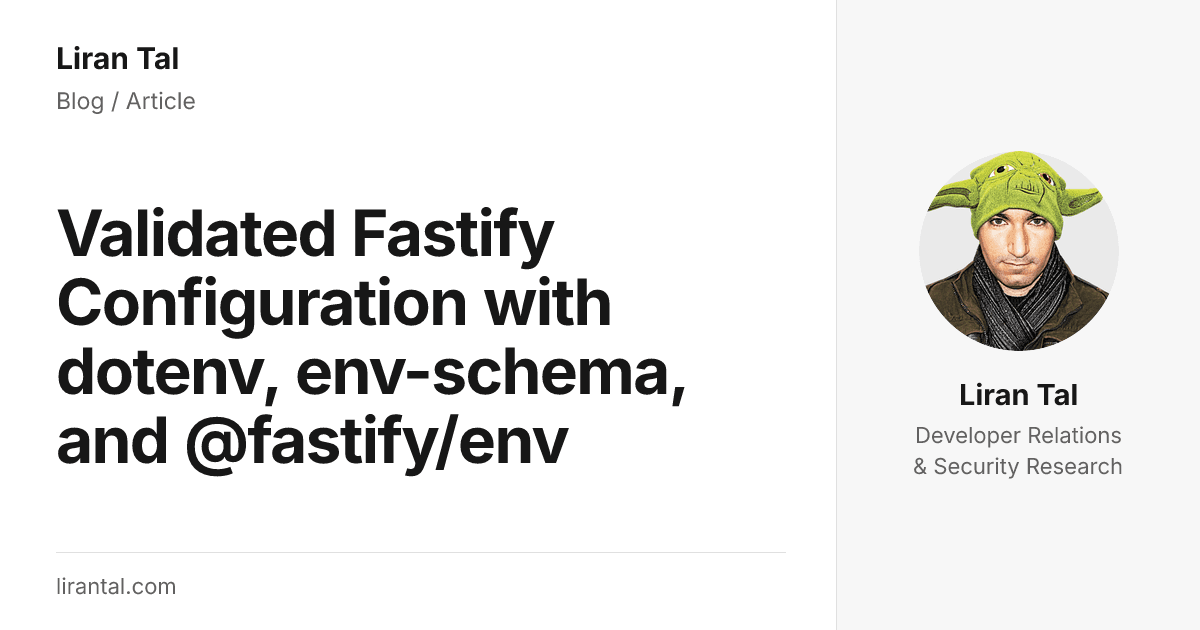 Liran Tal
Blog / Article
Validated Fastify
Configuration with
dotenv, env-schema,
and @fastify/env
lirantal.com
Liran Tal
Developer Relations
& Security Research